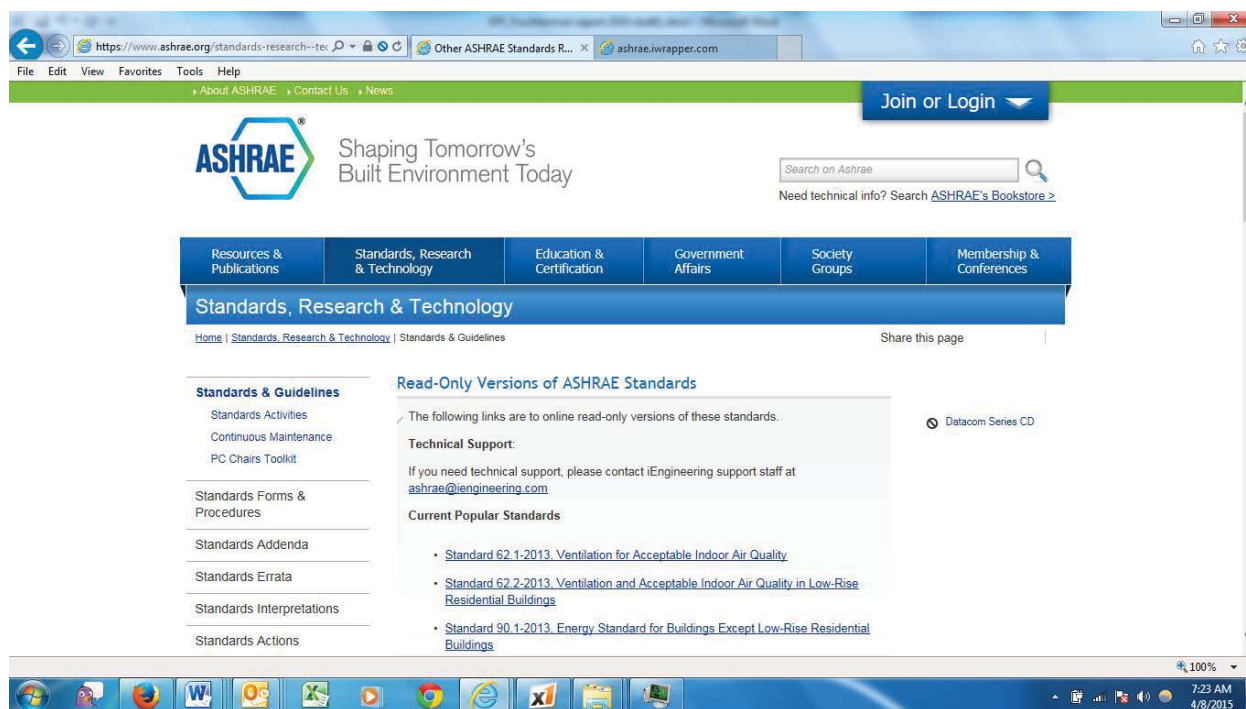 https://www.ashrae.org/standards-research--tec
Other ASHRAE Standards R...
ashrae.iwrapper.com
File Edit View Favorites Tools Help
About ASHRAE Contact Us News
Join or Login
ASHRAE®
Shaping Tomorrow's
Built Environment Today
Search on Ashrae
Need technical info? Search ASHRAE's Bookstore >
Resources &
Publications
Standards, Research
& Technology
Education &
Certification
Government
Affairs
Society
Groups
Membership &
Conferences
Standards, Research & Technology
Home | Standards, Research & Technology | Standards & Guidelines
Share this page
Standards & Guidelines
Standards Activities
Continuous Maintenance
PC Chairs Toolkit
Standards Forms &
Procedures
Standards Addenda
Standards Errata
Standards Interpretations
Standards Actions
Read-Only Versions of ASHRAE Standards
The following links are to online read-only versions of these standards.
Technical Support:
If you need technical support, please contact iEngineering support staff at
ashrae@iengineering.com
Current Popular Standards
• Standard 62.1-2013, Ventilation for Acceptable Indoor Air Quality
• Standard 62.2-2013, Ventilation and Acceptable Indoor Air Quality in Low-Rise
Residential Buildings
• Standard 90.1-2013, Energy Standard for Buildings Except Low-Rise Residential
Buildings
Datacom Series CD
100%
7:23 AM
4/8/2015